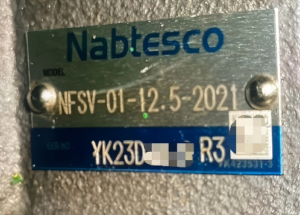 Nabtesco
MODEL
NFSV-01-12.5-2021
YK23D R3